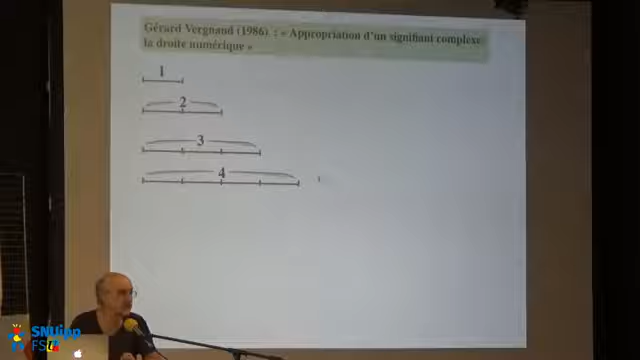 Gérard Vergnaud (1986) : « Appropriation d'un signifiant complexe
la droite numérique »
1
2
3
4
SNUipp
FSU